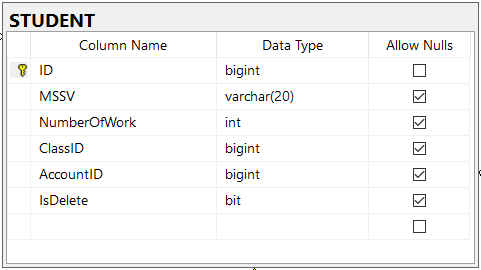 STUDENT
Column Name Data Type Allow Nulls
ID bigint
MSSV varchar(20)
NumberOfWork int
ClassID bigint
AccountID bigint
IsDelete bit